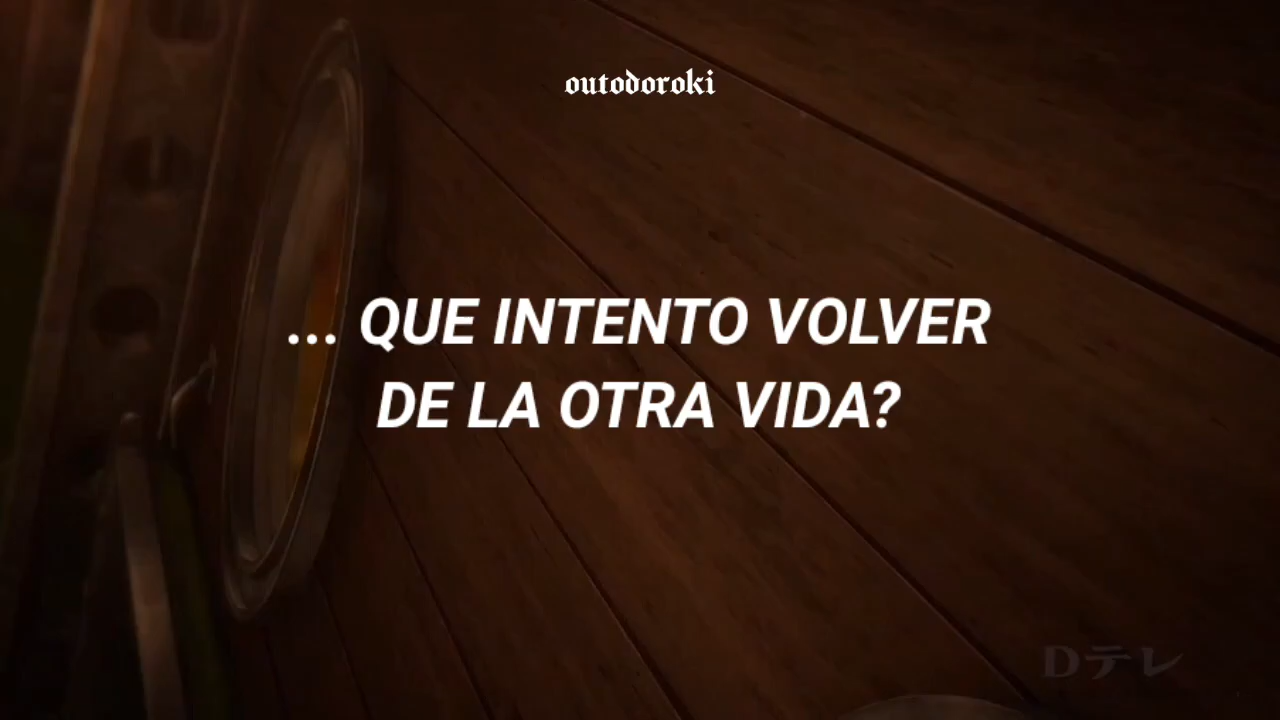 outodoroki
... QUE INTENTO VOLVER
DE LA OTRA VIDA?
Dテレ